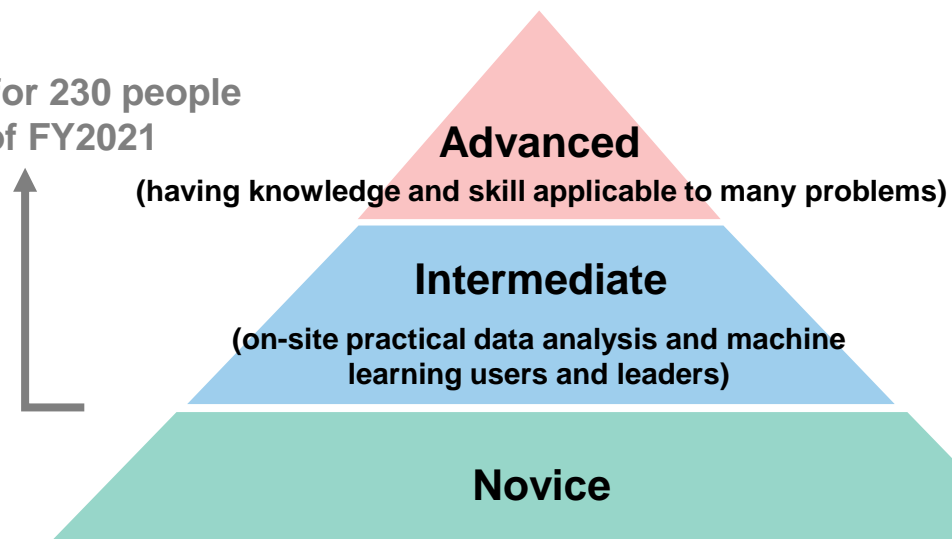 for 230 people
of FY2021
Advanced
(having knowledge and skill applicable to many problems)
Intermediate
(on-site practical data analysis and machine
learning users and leaders)
Novice